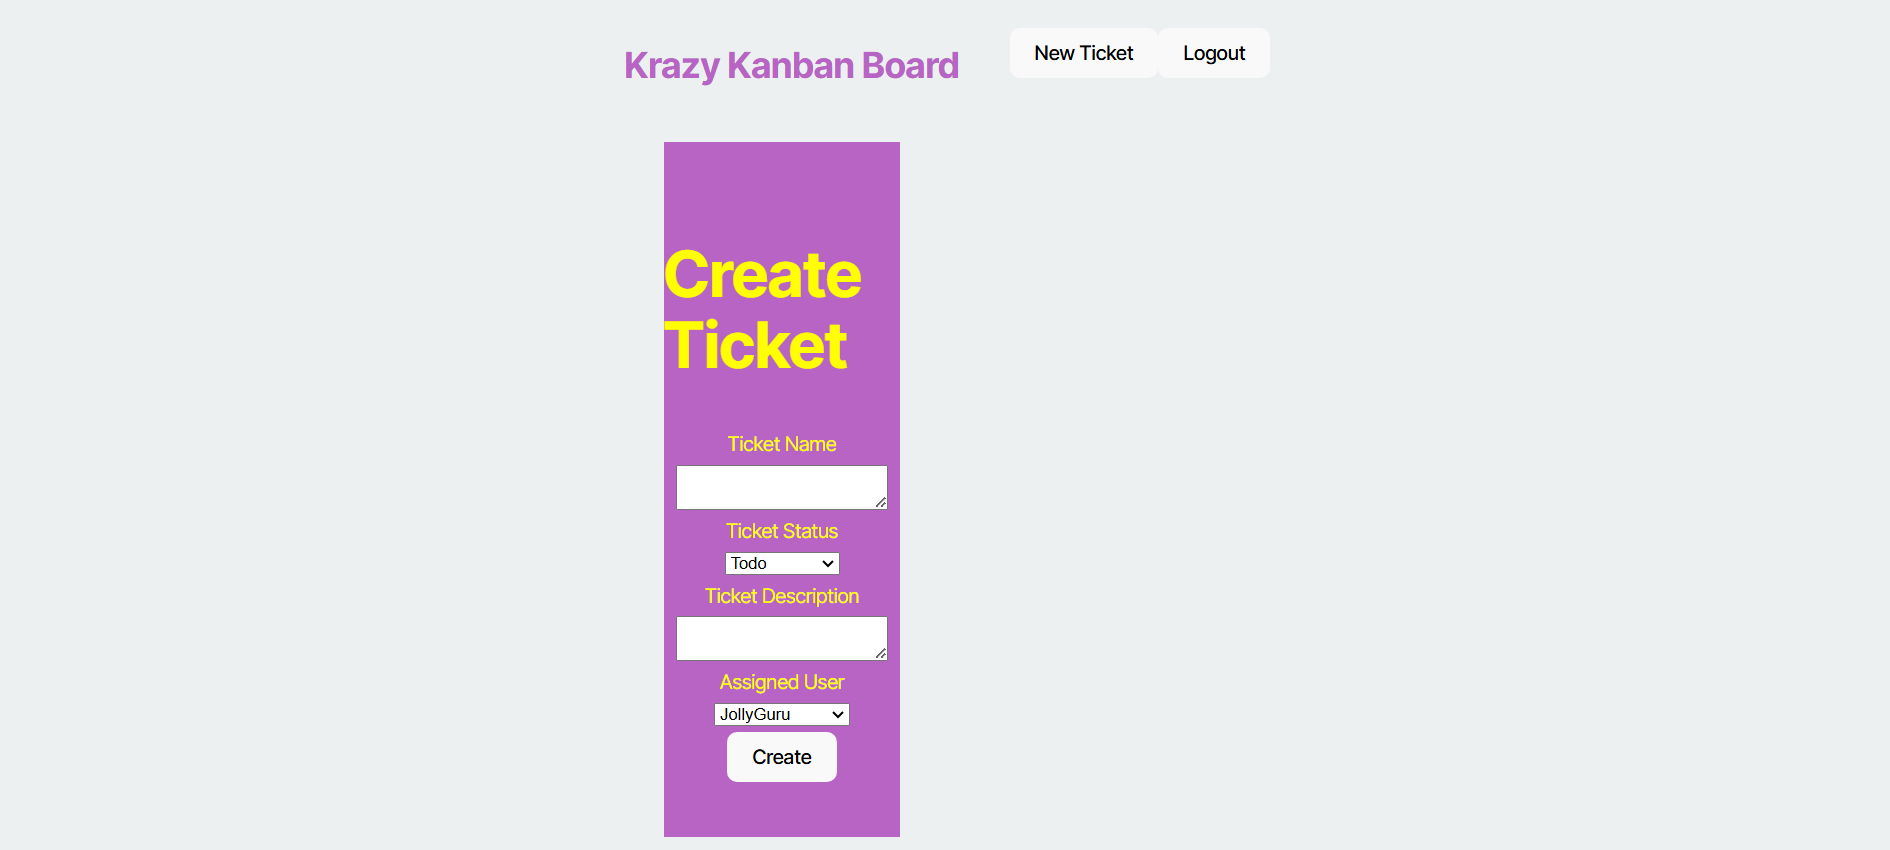 Krazy Kanban Board
New Ticket
Logout
Create
Ticket
Ticket Name
Ticket Status
Todo
Ticket Description
Assigned User
JollyGuru
Create